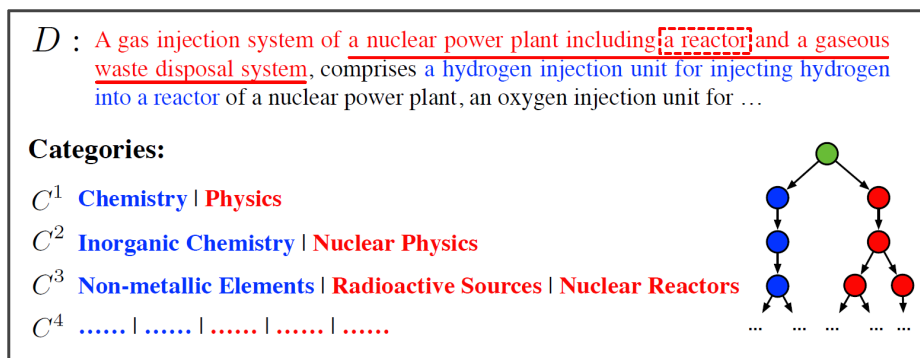 D : A gas injection system of a nuclear power plant including a reactor and a gaseous
waste disposal system, comprises a hydrogen injection unit for injecting hydrogen
into a reactor of a nuclear power plant, an oxygen injection unit for ...
Categories:
C¹ Chemistry | Physics
C² Inorganic Chemistry | Nuclear Physics
C³ Non-metallic Elements | Radioactive Sources | Nuclear Reactors
C⁴ ...... | ...... | ...... | ...... | ......
... ... ... ... ...